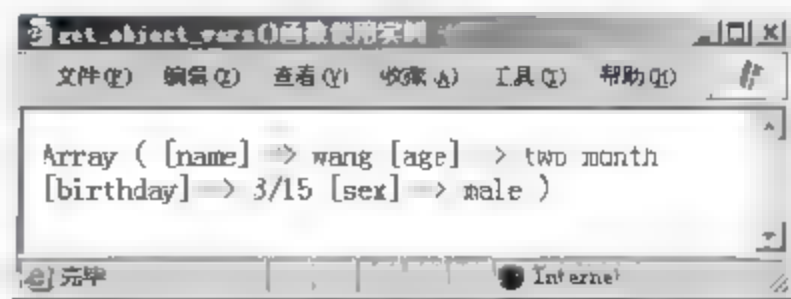 get_object_vars()函数使用实例
文件(F) 编辑(E) 查看(V) 收藏(A) 工具(T) 帮助(H)
Array ( [name] => wang [age] => two month
[birthday] => 3/15 [sex] => male )
完毕 Internet